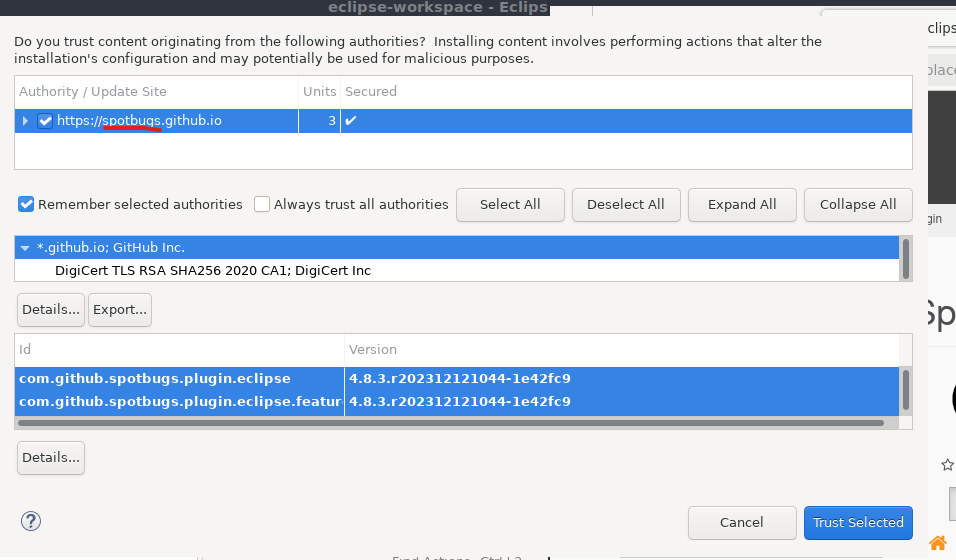 eclipse-workspace - Eclips
Do you trust content originating from the following authorities?  Installing content involves performing actions that alter the
installation's configuration and may potentially be used for malicious purposes.
Authority / Update Site Units Secured
https://spotbugs.github.io 3 ✔
Remember selected authorities Always trust all authorities Select All Deselect All Expand All Collapse All
*.github.io; GitHub Inc.
DigiCert TLS RSA SHA256 2020 CA1; DigiCert Inc
Details... Export...
Id Version
com.github.spotbugs.plugin.eclipse 4.8.3.r202312121044-1e42fc9
com.github.spotbugs.plugin.eclipse.featur 4.8.3.r202312121044-1e42fc9
Details...
? Cancel Trust Selected
clips
place
gin
Sp